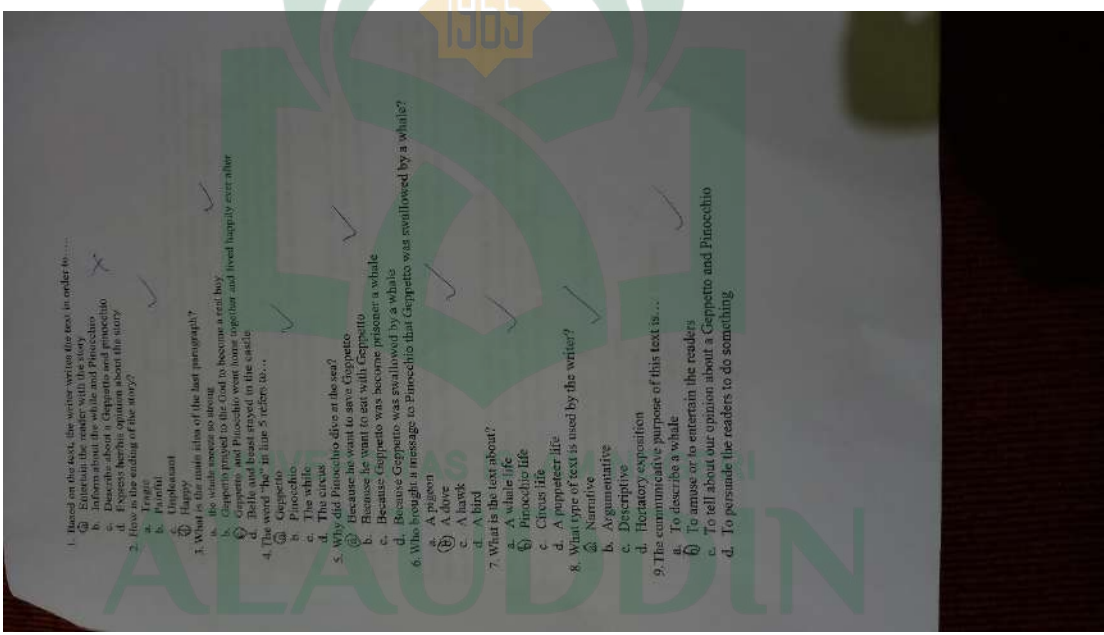 1. Based on the text, the writer writes the text in order to…..
a. Entertain the reader with the story
b. Inform about the while and Pinocchio
c. Describe about a Geppetto and pinocchio
d. Express her/his opinion about the story
2. How is the ending of the story?
a. Tragic
b. Painful
c. Unpleasant
d. Happy
3. What is the main idea of the last paragraph?
a. the whale sneeze so strong
Geppetto prayed to the God to become a real boy
c. Geppetto and Pinocchio went home together and lived happily ever after
d. Belle and beast stayed in the castle
4. The word "he" in line 5 refers to…
a. Geppetto
b. Pinocchio
c. The while
d. The circus
5. Why did Pinocchio dive at the sea?
a. Because he want to save Geppetto
b. Because he want to eat with Geppetto
c. Because Geppetto was become prisoner a whale
d. Because Geppetto was swallowed by a whale
6. Who brought a message to Pinocchio that Geppetto was swallowed by a whale?
a. A pigeon
b. A dove
c. A hawk
d. A bird
7. What is the text about?
a. A whale life
b. Pinocchio life
c. Circus life
d. A puppeteer life
8. What type of text is used by the writer?
a. Narrative
b. Argumentative
c. Descriptive
d. Hortatory exposition
9. The communicative purpose of this text is…
a. To describe a whale
b. To amuse or to entertain the readers
c. To tell about our opinion about a Geppetto and Pinocchio
d. To persuade the readers to do something
1965
ALAUDDIN